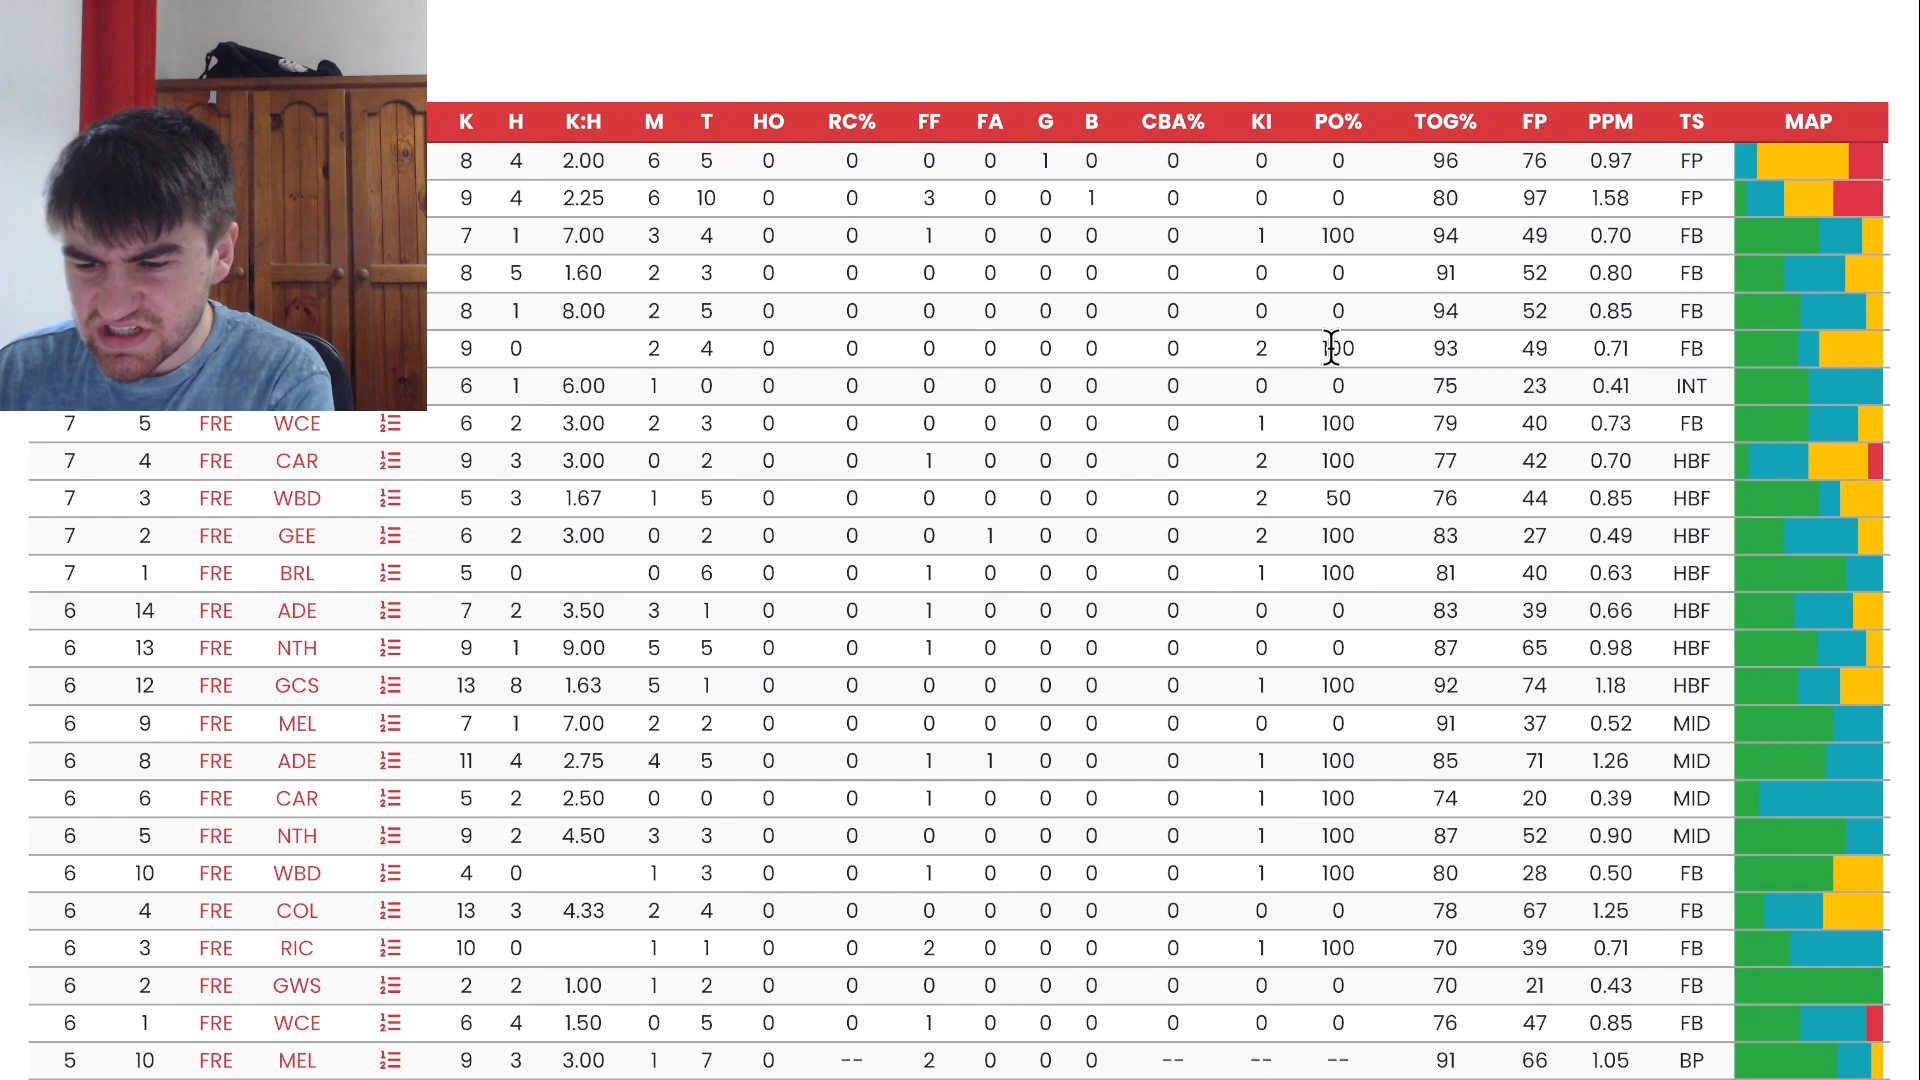 K H K:H M T HO RC% FF FA G B CBA% KI PO% TOG% FP PPM TS MAP
8 4 2.00 6 5 0 0 0 0 1 0 0 0 0 96 76 0.97 FP
9 4 2.25 6 10 0 0 3 0 0 1 0 0 0 80 97 1.58 FP
7 1 7.00 3 4 0 0 1 0 0 0 0 1 100 94 49 0.70 FB
8 5 1.60 2 3 0 0 0 0 0 0 0 0 0 91 52 0.80 FB
8 1 8.00 2 5 0 0 0 0 0 0 0 0 0 94 52 0.85 FB
9 0 2 4 0 0 0 0 0 0 0 2 100 93 49 0.71 FB
6 1 6.00 1 0 0 0 0 0 0 0 0 0 0 75 23 0.41 INT
7 5 FRE WCE 6 2 3.00 2 3 0 0 0 0 0 0 0 1 100 79 40 0.73 FB
7 4 FRE CAR 9 3 3.00 0 2 0 0 1 0 0 0 0 2 100 77 42 0.70 HBF
7 3 FRE WBD 5 3 1.67 1 5 0 0 0 0 0 0 0 2 50 76 44 0.85 HBF
7 2 FRE GEE 6 2 3.00 0 2 0 0 0 1 0 0 0 2 100 83 27 0.49 HBF
7 1 FRE BRL 5 0 0 6 0 0 1 0 0 0 0 1 100 81 40 0.63 HBF
6 14 FRE ADE 7 2 3.50 3 1 0 0 1 0 0 0 0 0 0 83 39 0.66 HBF
6 13 FRE NTH 9 1 9.00 5 5 0 0 1 0 0 0 0 0 0 87 65 0.98 HBF
6 12 FRE GCS 13 8 1.63 5 1 0 0 0 0 0 0 0 1 100 92 74 1.18 HBF
6 9 FRE MEL 7 1 7.00 2 2 0 0 0 0 0 0 0 0 0 91 37 0.52 MID
6 8 FRE ADE 11 4 2.75 4 5 0 0 1 1 0 0 0 1 100 85 71 1.26 MID
6 6 FRE CAR 5 2 2.50 0 0 0 0 1 0 0 0 0 1 100 74 20 0.39 MID
6 5 FRE NTH 9 2 4.50 3 3 0 0 0 0 0 0 0 1 100 87 52 0.90 MID
6 10 FRE WBD 4 0 1 3 0 0 1 0 0 0 0 1 100 80 28 0.50 FB
6 4 FRE COL 13 3 4.33 2 4 0 0 0 0 0 0 0 0 0 78 67 1.25 FB
6 3 FRE RIC 10 0 1 1 0 0 2 0 0 0 0 1 100 70 39 0.71 FB
6 2 FRE GWS 2 2 1.00 1 2 0 0 0 0 0 0 0 0 0 70 21 0.43 FB
6 1 FRE WCE 6 4 1.50 0 5 0 0 1 0 0 0 0 0 0 76 47 0.85 FB
5 10 FRE MEL 9 3 3.00 1 7 0 -- 2 0 0 0 -- -- -- 91 66 1.05 BP